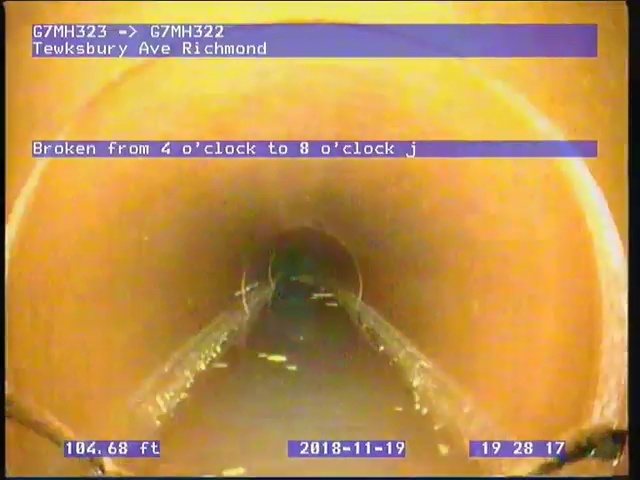 G7MH323 -> G7MH322
Tewksbury Ave Richmond
Broken from 4 o'clock to 8 o'clock j
104.68 ft 2018-11-19 19 28 17